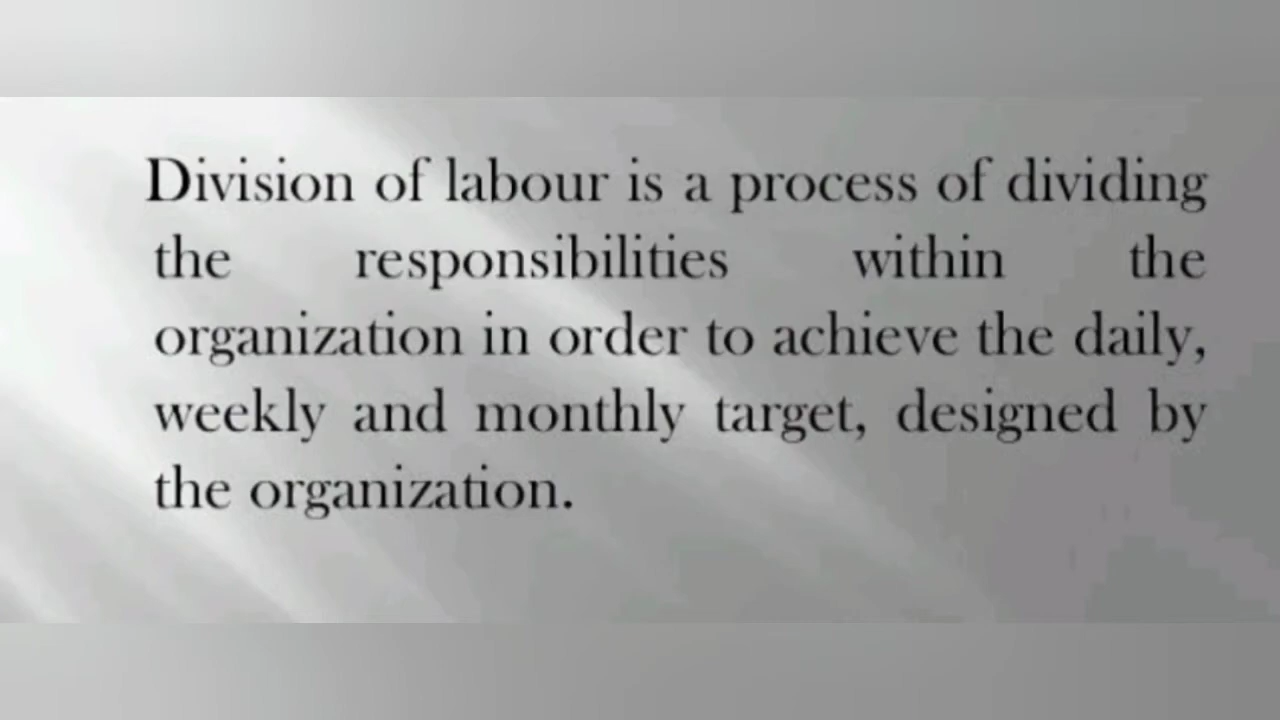 Division of labour is a process of dividing
the responsibilities within the
organization in order to achieve the daily,
weekly and monthly target, designed by
the organization.